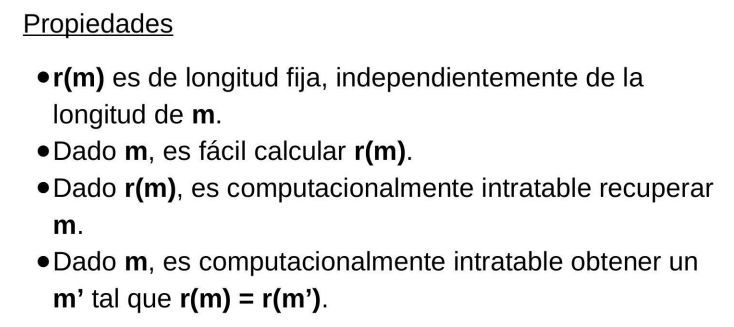 Propiedades
●r(m) es de longitud fija, independientemente de la
longitud de m.
●Dado m, es fácil calcular r(m).
●Dado r(m), es computacionalmente intratable recuperar
m.
●Dado m, es computacionalmente intratable obtener un
m’ tal que r(m) = r(m’).